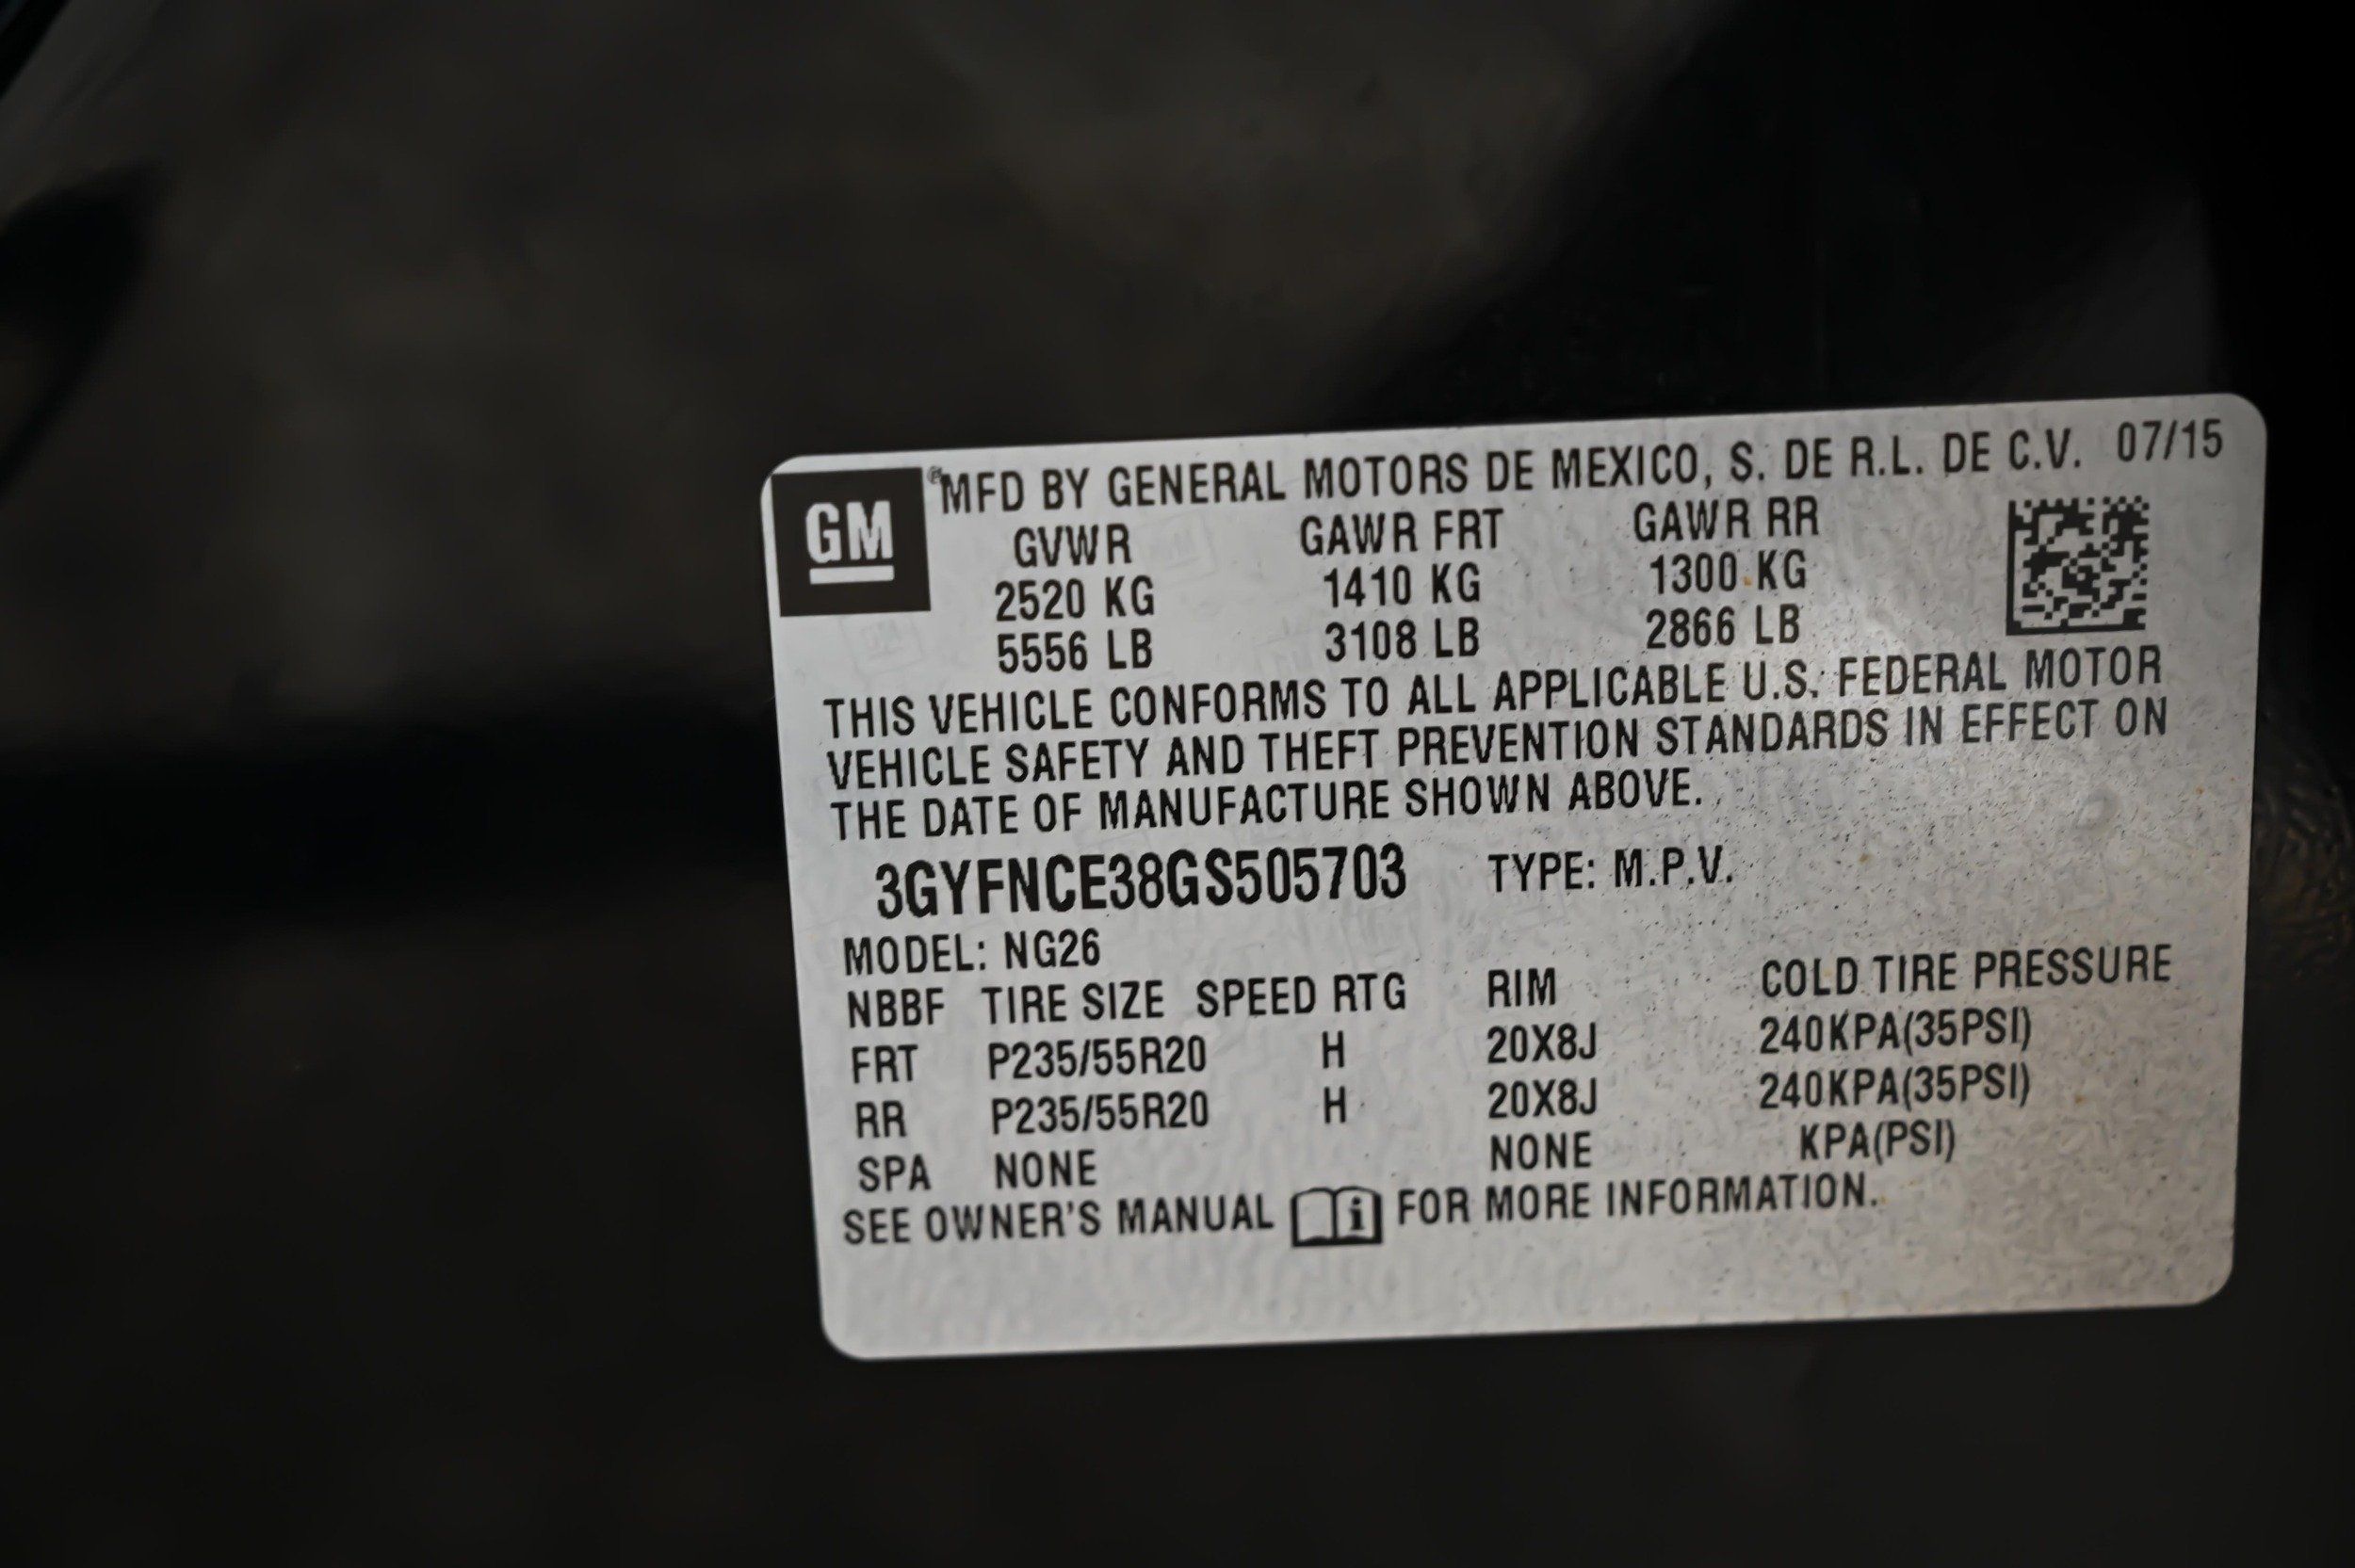 GM ® MFD BY GENERAL MOTORS DE MEXICO, S. DE R.L. DE C.V. 07/15
GVWR GAWR FRT GAWR RR
2520 KG 1410 KG 1300 KG
5556 LB 3108 LB 2866 LB
THIS VEHICLE CONFORMS TO ALL APPLICABLE U.S. FEDERAL MOTOR
VEHICLE SAFETY AND THEFT PREVENTION STANDARDS IN EFFECT ON
THE DATE OF MANUFACTURE SHOWN ABOVE.
3GYFNCE38GS505703 TYPE: M.P.V.
MODEL: NG26
NBBF TIRE SIZE SPEED RTG RIM COLD TIRE PRESSURE
FRT P235/55R20 H 20X8J 240KPA(35PSI)
RR P235/55R20 H 20X8J 240KPA(35PSI)
SPA NONE NONE KPA(PSI)
SEE OWNER'S MANUAL i FOR MORE INFORMATION.